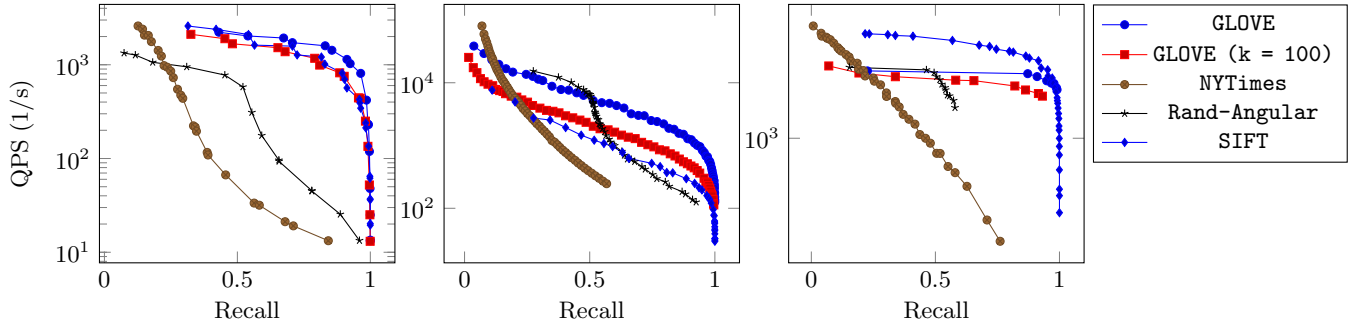 QPS (1/s)
10^3
10^2
10^1
0
0.5
1
Recall
10^4
10^2
0
0.5
1
Recall
10^3
0
0.5
1
Recall
GLOVE
GLOVE (k = 100)
NYTimes
Rand-Angular
SIFT